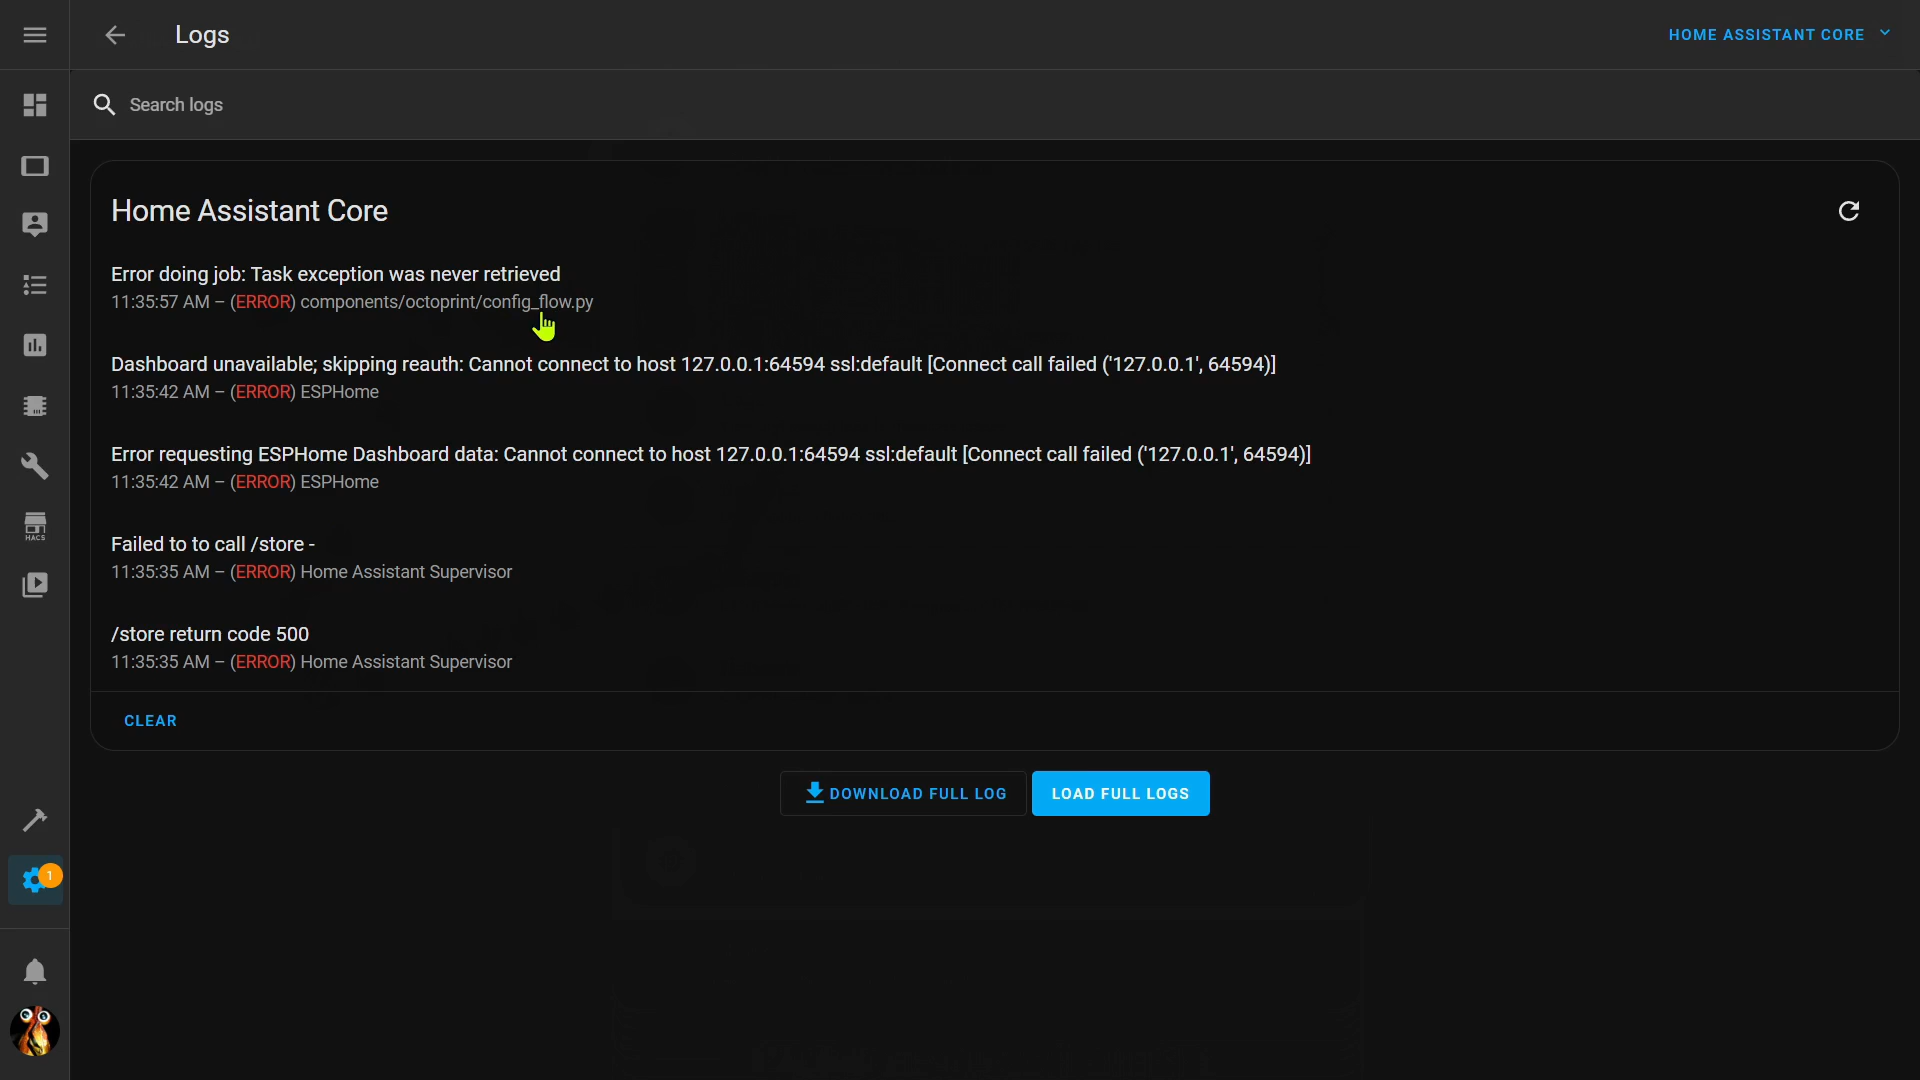 Logs
HOME ASSISTANT CORE
Search logs
Home Assistant Core
Error doing job: Task exception was never retrieved
11:35:57 AM – (ERROR) components/octoprint/config_flow.py
Dashboard unavailable; skipping reauth: Cannot connect to host 127.0.0.1:64594 ssl:default [Connect call failed ('127.0.0.1', 64594)]
11:35:42 AM – (ERROR) ESPHome
Error requesting ESPHome Dashboard data: Cannot connect to host 127.0.0.1:64594 ssl:default [Connect call failed ('127.0.0.1', 64594)]
11:35:42 AM – (ERROR) ESPHome
Failed to to call /store -
11:35:35 AM – (ERROR) Home Assistant Supervisor
HACS
/store return code 500
11:35:35 AM – (ERROR) Home Assistant Supervisor
CLEAR
DOWNLOAD FULL LOG
LOAD FULL LOGS
1